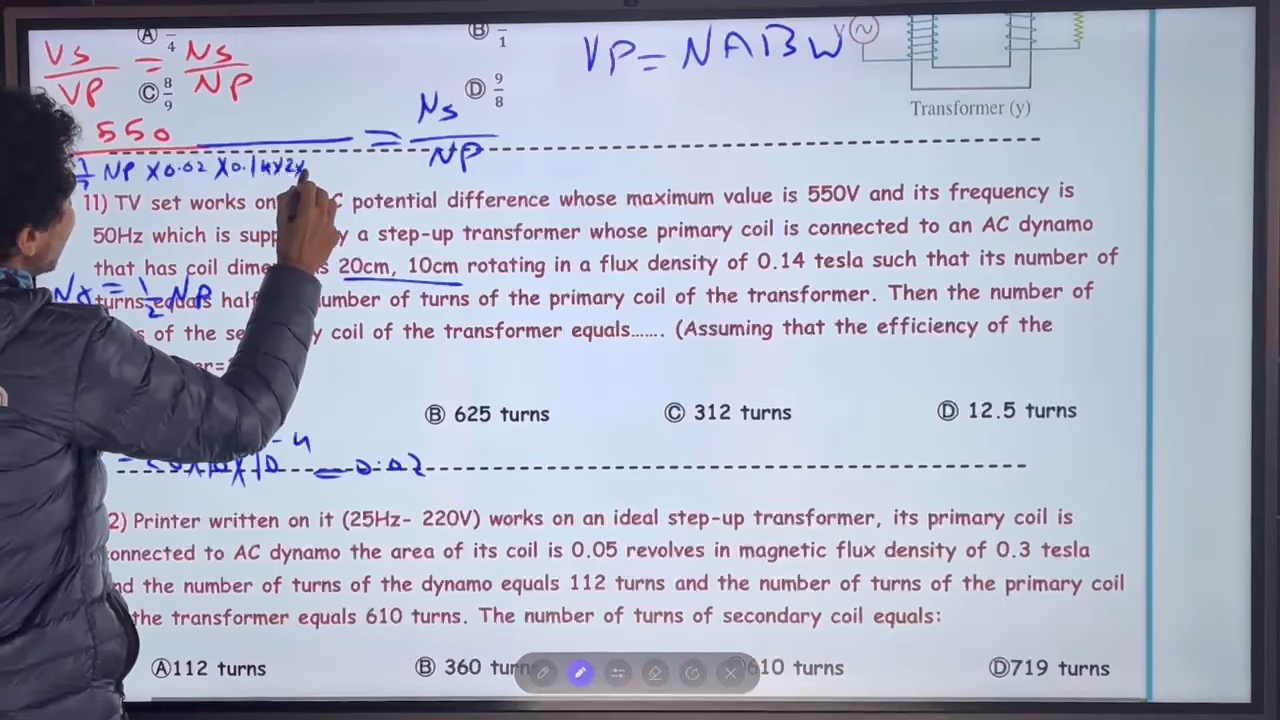 VS/VP = NS/NP
Ⓐ –/4
Ⓑ –/1
VP = NABW
Ⓒ 8/9
Ⓓ 9/8
Transformer (y)
550 = Ns/NP
NP × 0.02 × 0.14 × 2 ×
11) TV set works on potential difference whose maximum value is 550V and its frequency is
50Hz which is a step-up transformer whose primary coil is connected to an AC dynamo
that has coil 20cm, 10cm rotating in a flux density of 0.14 tesla such that its number of
= 1/2 NP
turns equals half number of turns of the primary coil of the transformer. Then the number of
of the coil of the transformer equals....... (Assuming that the efficiency of the
Ⓑ 625 turns
Ⓒ 312 turns
Ⓓ 12.5 turns
-4
= 0.02
2) Printer written on it (25Hz- 220V) works on an ideal step-up transformer, its primary coil is
onnected to AC dynamo the area of its coil is 0.05 revolves in magnetic flux density of 0.3 tesla
nd the number of turns of the dynamo equals 112 turns and the number of turns of the primary coil
the transformer equals 610 turns. The number of turns of secondary coil equals:
Ⓐ112 turns
Ⓑ 360 turn
610 turns
Ⓓ719 turns